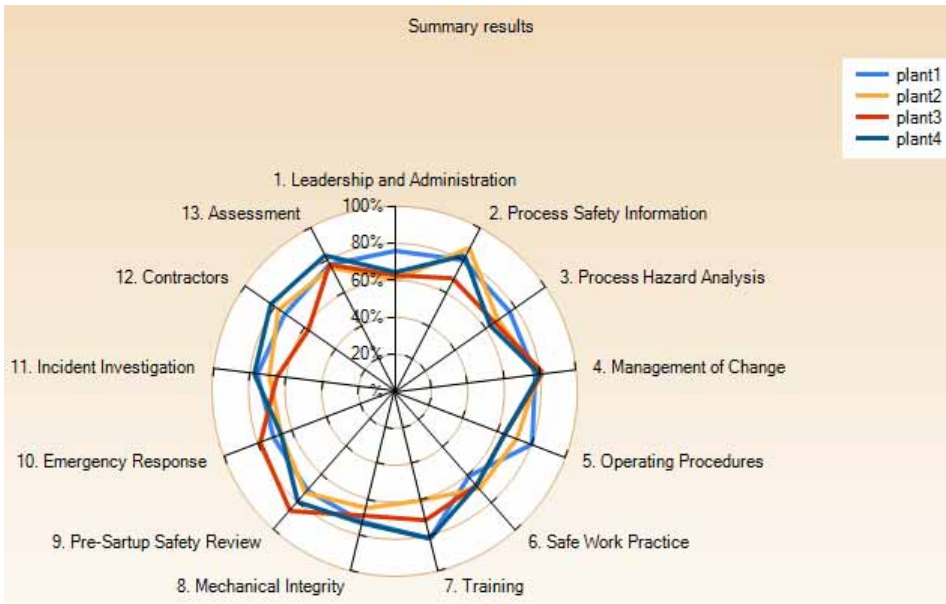 Summary results
plant1
plant2
plant3
plant4
1. Leadership and Administration
2. Process Safety Information
3. Process Hazard Analysis
4. Management of Change
5. Operating Procedures
6. Safe Work Practice
7. Training
8. Mechanical Integrity
9. Pre-Sartup Safety Review
10. Emergency Response
11. Incident Investigation
12. Contractors
13. Assessment
100%
80%
60%
40%
20%
%